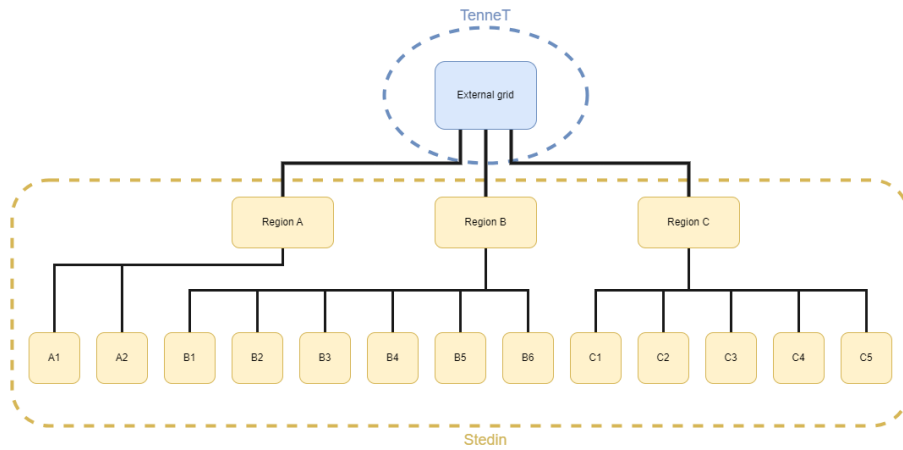 TenneT
External grid
Region A
Region B
Region C
A1
A2
B1
B2
B3
B4
B5
B6
C1
C2
C3
C4
C5
Stedin